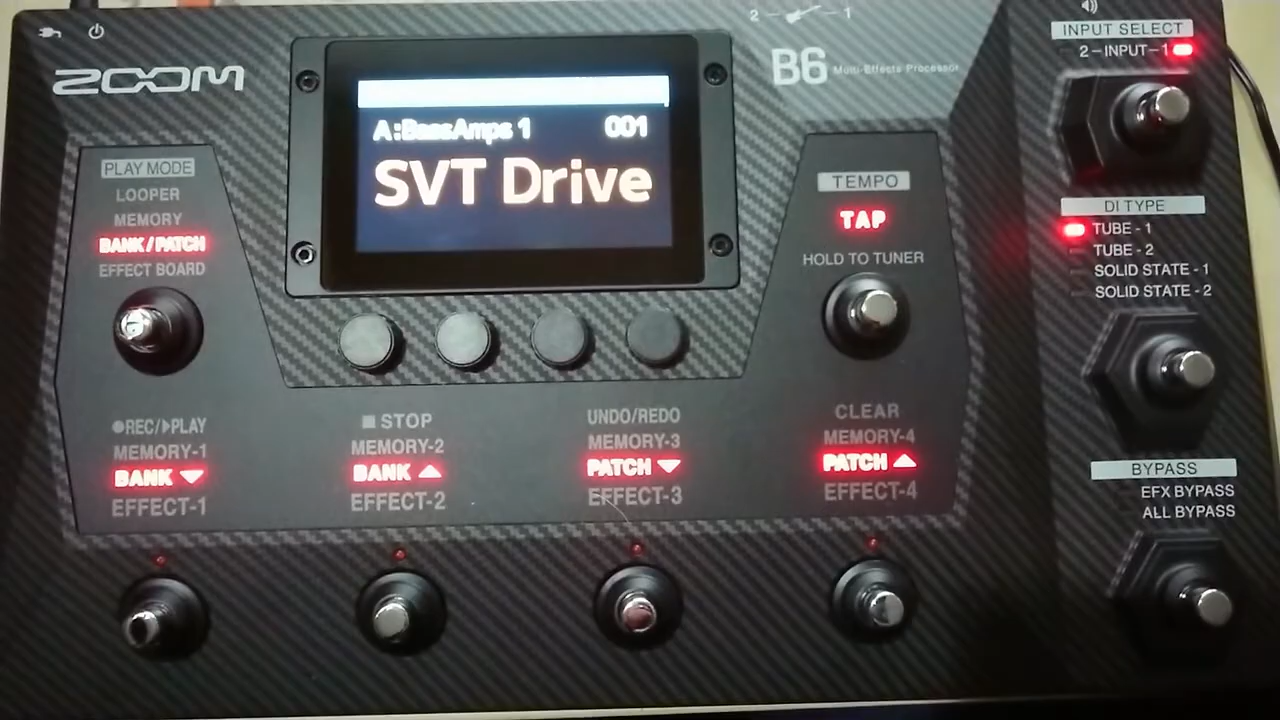 ZOOM
2 1
B6 Multi-Effects Processor
INPUT SELECT
2-INPUT-1
A:BassAmps 1 001
SVT Drive
PLAY MODE
LOOPER
MEMORY
BANK/PATCH
EFFECT BOARD
TEMPO
TAP
HOLD TO TUNER
DI TYPE
TUBE - 1
TUBE - 2
SOLID STATE - 1
SOLID STATE - 2
●REC/▶PLAY
MEMORY-1
BANK ▼
EFFECT-1
■ STOP
MEMORY-2
BANK ▲
EFFECT-2
UNDO/REDO
MEMORY-3
PATCH ▼
EFFECT-3
CLEAR
MEMORY-4
PATCH ▲
EFFECT-4
BYPASS
EFX BYPASS
ALL BYPASS